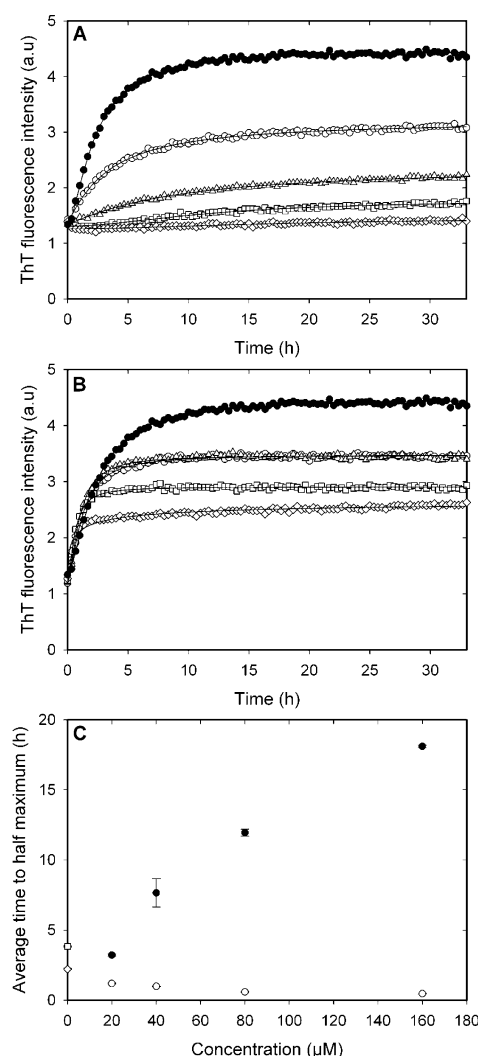 A
ThT fluorescence intensity (a.u)
5
4
3
2
1
0
0 5 10 15 20 25 30
Time (h)
B
ThT fluorescence intensity (a.u)
5
4
3
2
1
0
0 5 10 15 20 25 30
Time (h)
C
Average time to half maximum (h)
20
15
10
5
0
0 20 40 60 80 100 120 140 160 180
Concentration (µM)